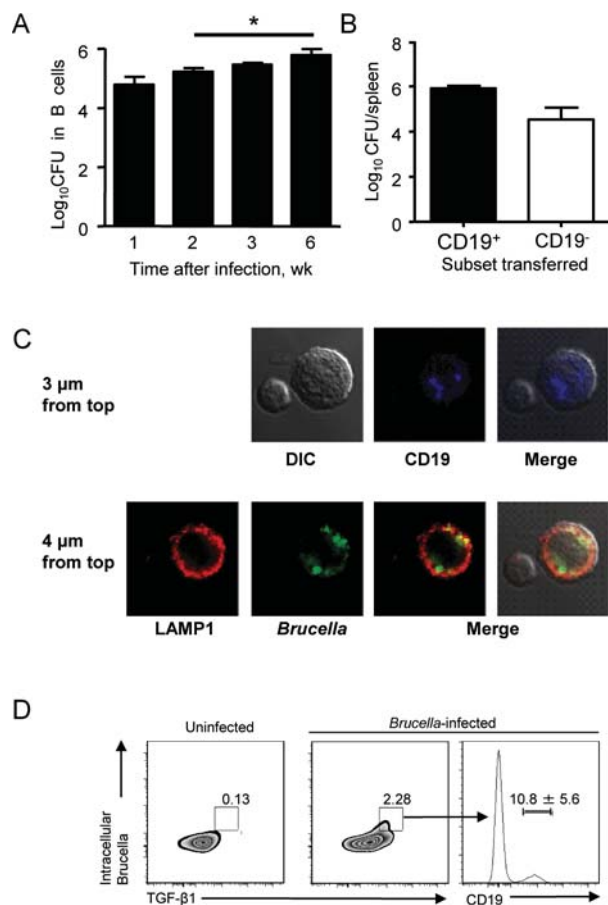 A
*
Log₁₀CFU in B cells
6
4
2
0
1 2 3 6
Time after infection, wk
B
Log₁₀ CFU/spleen
8
6
4
2
0
CD19⁺ CD19⁻
Subset transferred
C
3 µm
from top
DIC CD19 Merge
4 µm
from top
LAMP1 Brucella Merge
D
Uninfected Brucella-infected
Intracellular
Brucella
0.13 2.28 10.8 ± 5.6
TGF-β1 CD19